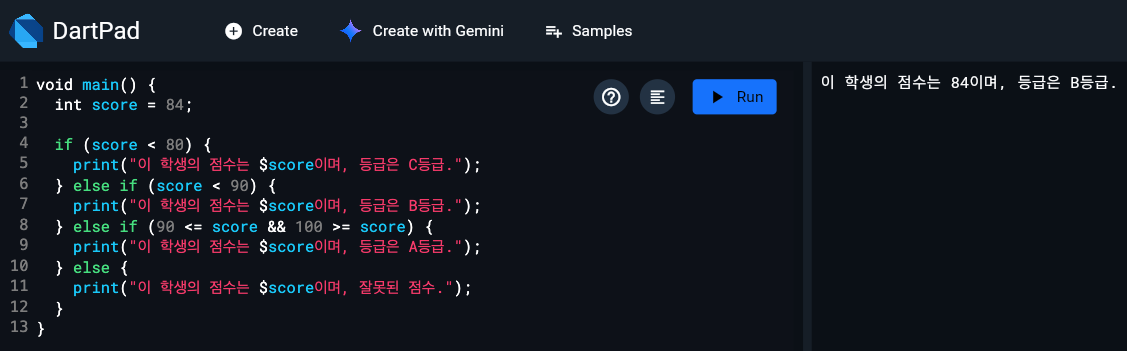 DartPad
Create
Create with Gemini
Samples
Run
1 void main() {
2   int score = 84;
3
4   if (score < 80) {
5     print("이 학생의 점수는 $score이며, 등급은 C등급.");
6   } else if (score < 90) {
7     print("이 학생의 점수는 $score이며, 등급은 B등급.");
8   } else if (90 <= score && 100 >= score) {
9     print("이 학생의 점수는 $score이며, 등급은 A등급.");
10   } else {
11     print("이 학생의 점수는 $score이며, 잘못된 점수.");
12   }
13 }
이 학생의 점수는 84이며, 등급은 B등급.